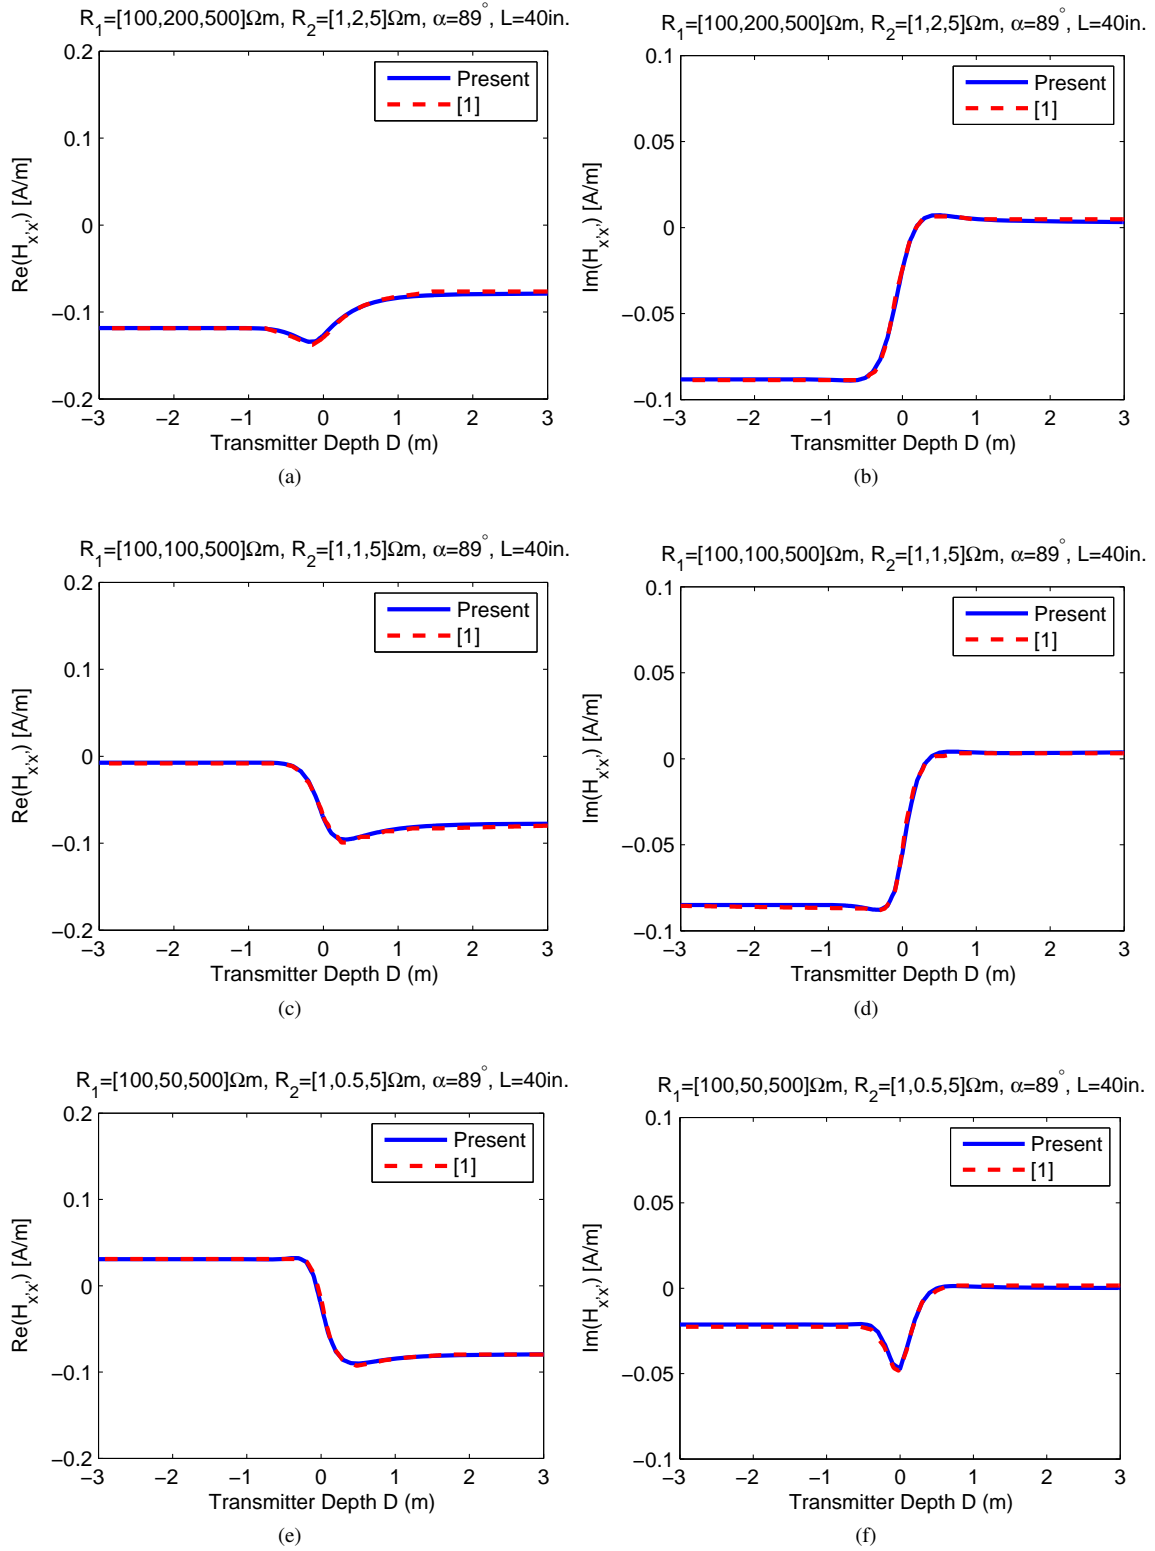 R1=[100,200,500]Ωm, R2=[1,2,5]Ωm, α=89°, L=40in.
0.2
0.1
0
−0.1
−0.2
Re(Hx'x') [A/m]
Present
[1]
−3 −2 −1 0 1 2 3
Transmitter Depth D (m)
(a)
R1=[100,200,500]Ωm, R2=[1,2,5]Ωm, α=89°, L=40in.
0.1
0.05
0
−0.05
−0.1
Im(Hx'x') [A/m]
Present
[1]
−3 −2 −1 0 1 2 3
Transmitter Depth D (m)
(b)
R1=[100,100,500]Ωm, R2=[1,1,5]Ωm, α=89°, L=40in.
0.2
0.1
0
−0.1
−0.2
Re(Hx'x') [A/m]
Present
[1]
−3 −2 −1 0 1 2 3
Transmitter Depth D (m)
(c)
R1=[100,100,500]Ωm, R2=[1,1,5]Ωm, α=89°, L=40in.
0.1
0.05
0
−0.05
−0.1
Im(Hx'x') [A/m]
Present
[1]
−3 −2 −1 0 1 2 3
Transmitter Depth D (m)
(d)
R1=[100,50,500]Ωm, R2=[1,0.5,5]Ωm, α=89°, L=40in.
0.2
0.1
0
−0.1
−0.2
Re(Hx'x') [A/m]
Present
[1]
−3 −2 −1 0 1 2 3
Transmitter Depth D (m)
(e)
R1=[100,50,500]Ωm, R2=[1,0.5,5]Ωm, α=89°, L=40in.
0.1
0.05
0
−0.05
−0.1
Im(Hx'x') [A/m]
Present
[1]
−3 −2 −1 0 1 2 3
Transmitter Depth D (m)
(f)